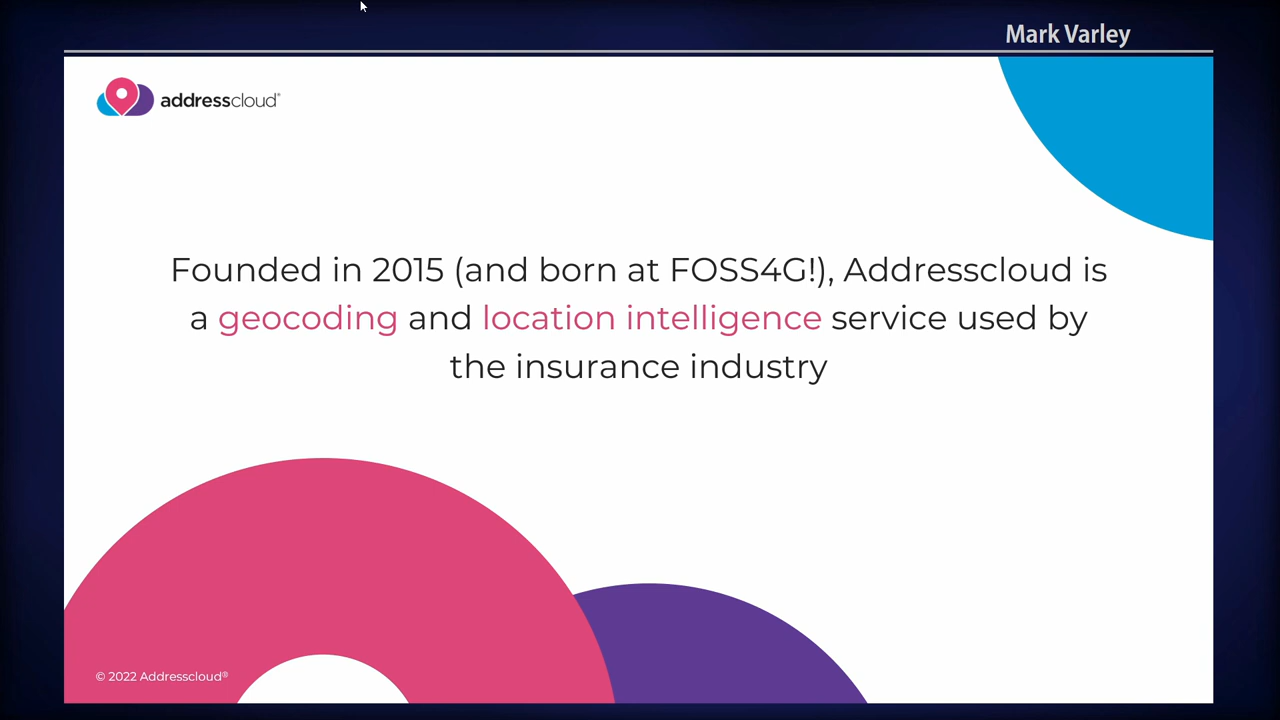 Mark Varley
addresscloud®
Founded in 2015 (and born at FOSS4G!), Addresscloud is
a geocoding and location intelligence service used by
the insurance industry
© 2022 Addresscloud®